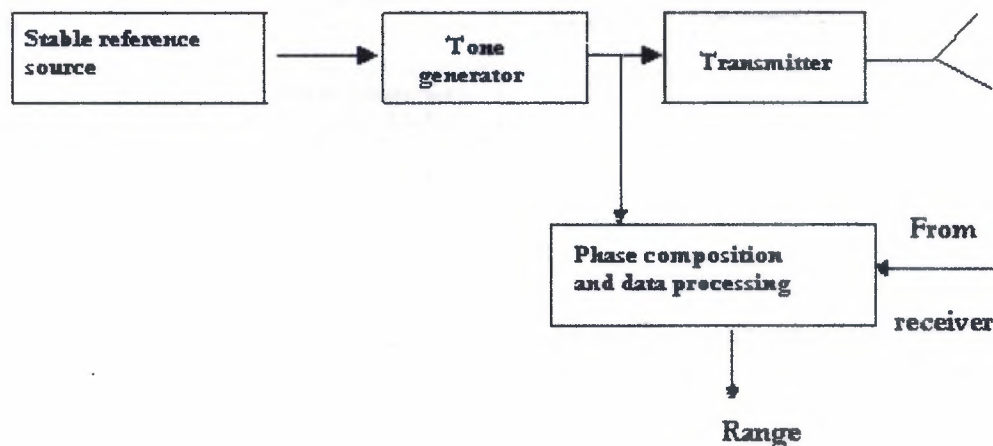 Stable reference
source
Tone
generator
Transmitter
Phase composition
and data processing
From
receiver
Range